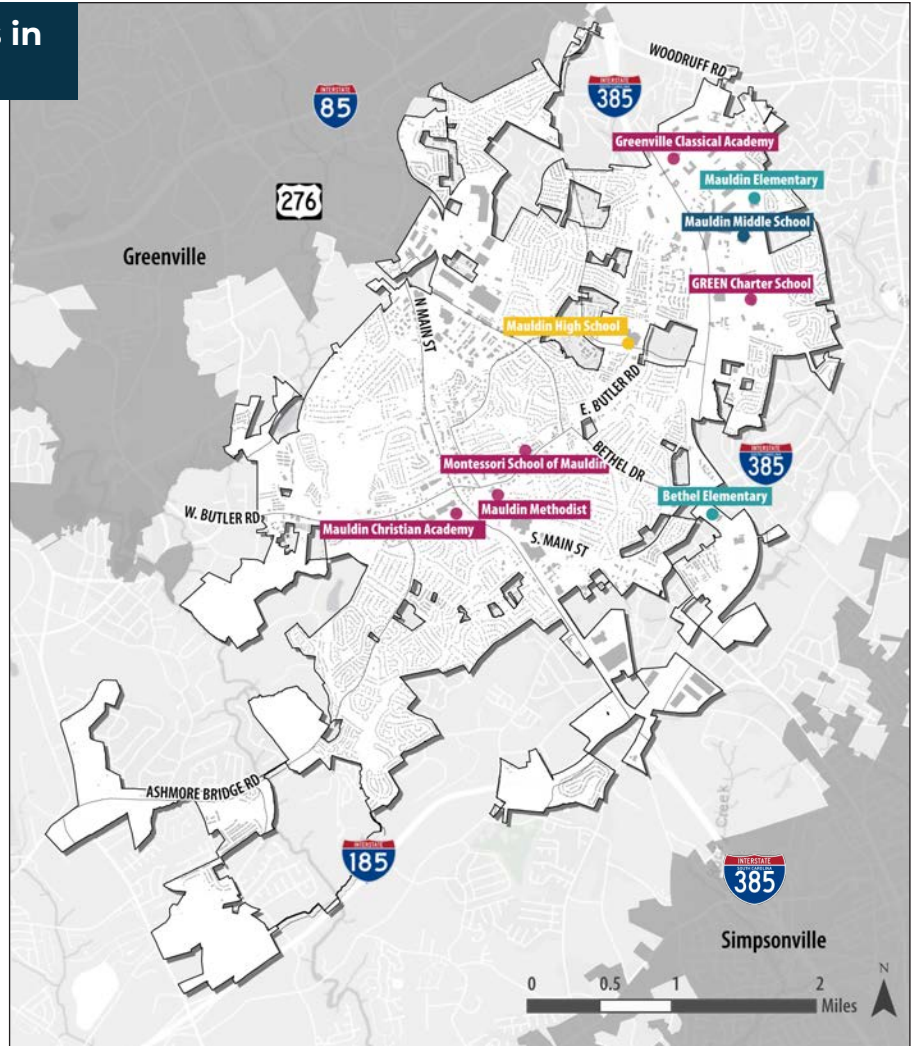 s in
WOODRUFF RD
INTERSTATE
85
INTERSTATE
385
Greenville Classical Academy
276
Mauldin Elementary
Mauldin Middle School
Greenville
GREEN Charter School
N MAIN ST
Mauldin High School
E. BUTLER RD
BETHEL DR
INTERSTATE
385
Montessori School of Mauldin
Bethel Elementary
Mauldin Methodist
W. BUTLER RD
Mauldin Christian Academy
S. MAIN ST
ASHMORE BRIDGE RD
Creek
INTERSTATE
185
INTERSTATE
SOUTH CAROLINA
385
Simpsonville
0 0.5 1 2
Miles
N